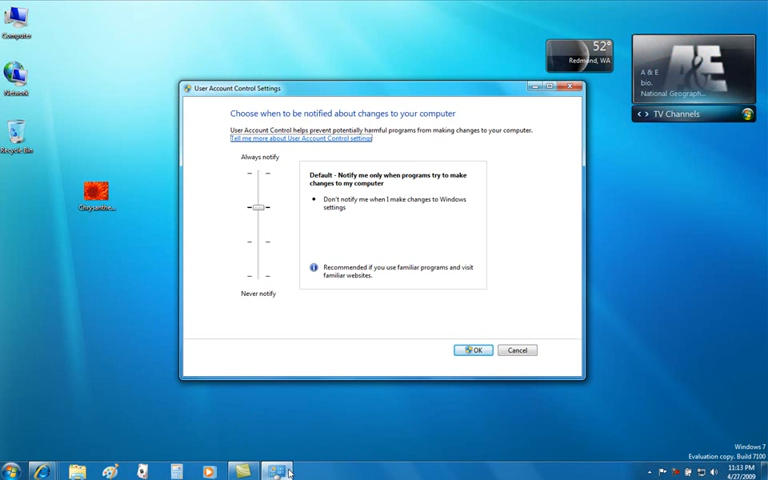 Computer
Network
Recycle Bin
Chrysanthe...
52°
Redmond, WA
A&E
A & E
bio.
National Geograph...
TV Channels
User Account Control Settings
Choose when to be notified about changes to your computer
User Account Control helps prevent potentially harmful programs from making changes to your computer.
Tell me more about User Account Control settings
Always notify
Default - Notify me only when programs try to make
changes to my computer
Don't notify me when I make changes to Windows
settings
Recommended if you use familiar programs and visit
familiar websites.
Never notify
OK
Cancel
Windows 7
Evaluation copy. Build 7100
11:13 PM
4/27/2009